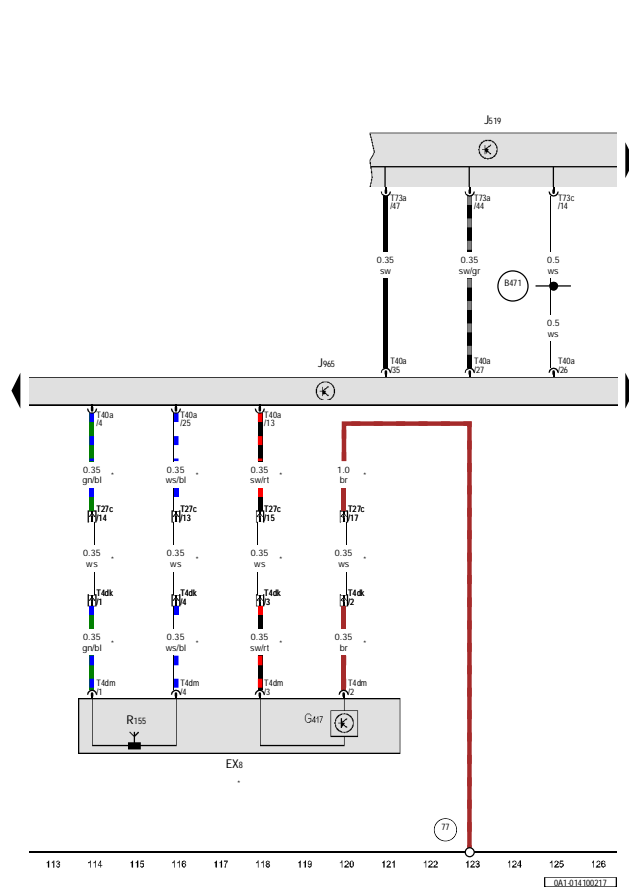 J519
T73a
/47
T73a
/44
T73c
/14
0.35
sw
0.35
sw/gr
0.5
ws
B471
0.5
ws
J965
T40a
/35
T40a
/27
T40a
/26
T40a
/4
T40a
/25
T40a
/13
0.35
gn/bl
*
0.35
ws/bl
*
0.35
sw/rt
*
1.0
br
*
T27c
/14
T27c
/13
T27c
/15
T27c
/17
0.35
ws
*
0.35
ws
*
0.35
ws
*
0.35
ws
*
T4dk
/1
T4dk
/4
T4dk
/3
T4dk
/2
0.35
gn/bl
*
0.35
ws/bl
*
0.35
sw/rt
*
0.35
br
*
T4dm
/1
T4dm
/4
T4dm
/3
T4dm
/2
R155
G417
EX8
*
77
113 114 115 116 117 118 119 120 121 122 123 124 125 126
0A1-014100217